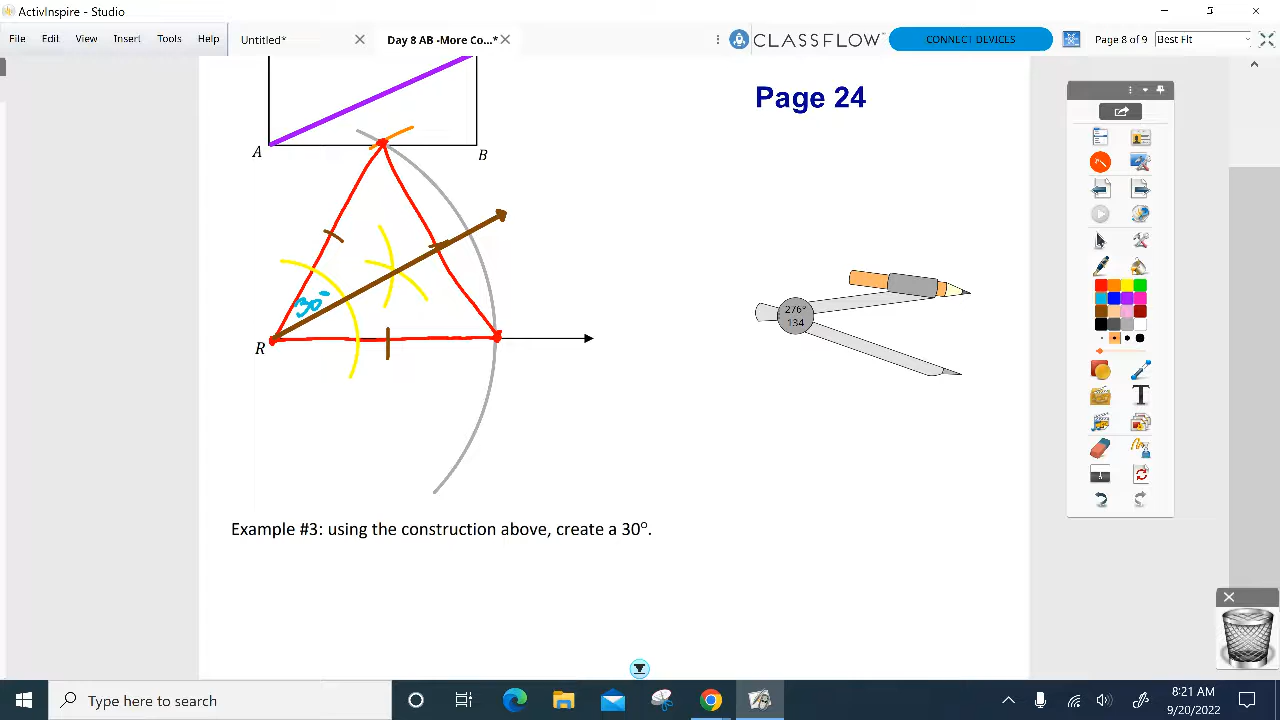 ActivInspire - Studio
File Edit View Insert Tools Help Untitled* Day 8 AB -More Co...* CLASSFLOW CONNECT DEVICES Page 8 of 9 Best Fit
Page 24
A
B
30°
R
276°
134
Example #3: using the construction above, create a 30°.
Type here to search
8:21 AM
9/20/2022